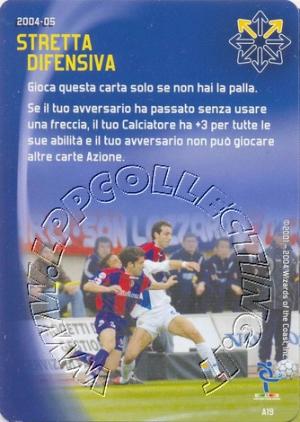 2004-05
STRETTA
DIFENSIVA
Gioca questa carta solo se non hai la palla.
Se il tuo avversario ha passato senza usare
una freccia, il tuo Calciatore ha +3 per tutte le
sue abilità e il tuo avversario non può giocare
altre carte Azione.
www.ppcollecting.it
©2001 - 2004 Wizards of the Coast, Inc.
A19